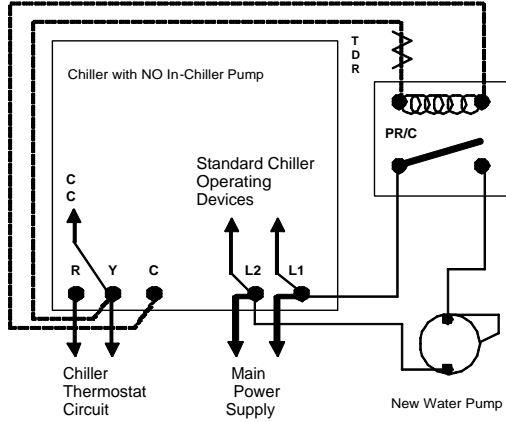 T
D
R
Chiller with NO In-Chiller Pump
PR/C
Standard Chiller
Operating
Devices
C
C
R Y C L2 L1
Chiller
Thermostat
Circuit
Main
Power
Supply
New Water Pump